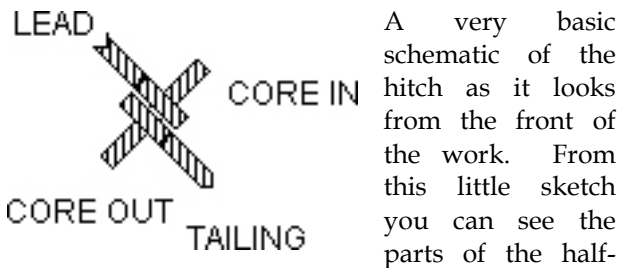 LEAD
CORE IN
CORE OUT
TAILING
A very basic
schematic of the
hitch as it looks
from the front of
the work. From
this little sketch
you can see the
parts of the half-